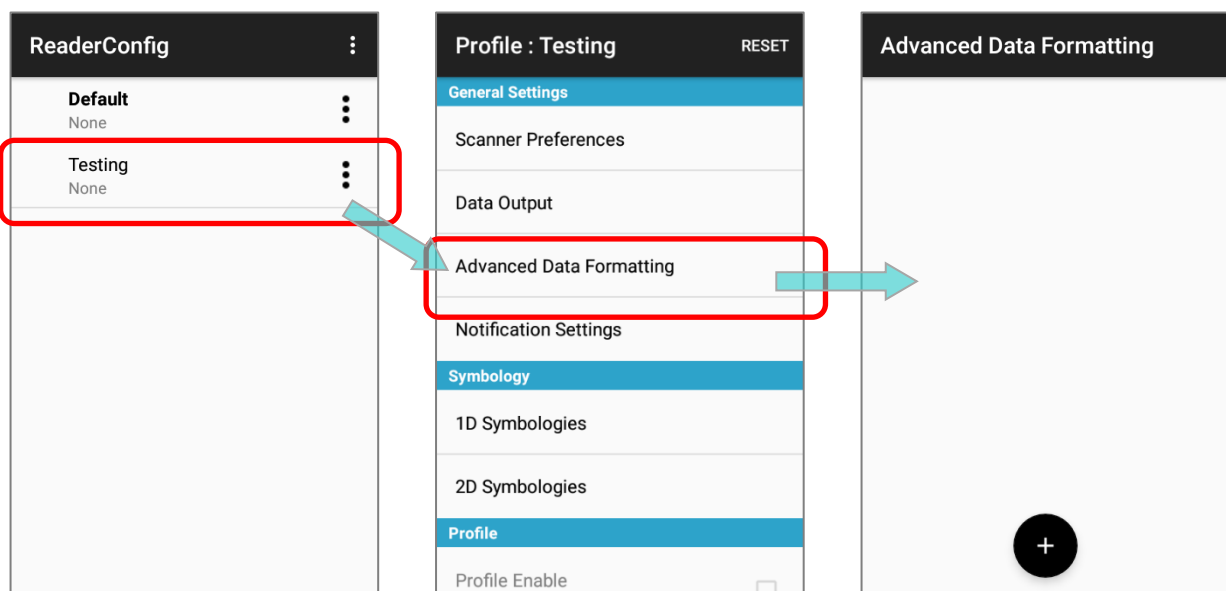 ReaderConfig
Default
None
Testing
None
Profile : Testing
RESET
General Settings
Scanner Preferences
Data Output
Advanced Data Formatting
Notification Settings
Symbology
1D Symbologies
2D Symbologies
Profile
Profile Enable
Advanced Data Formatting
+